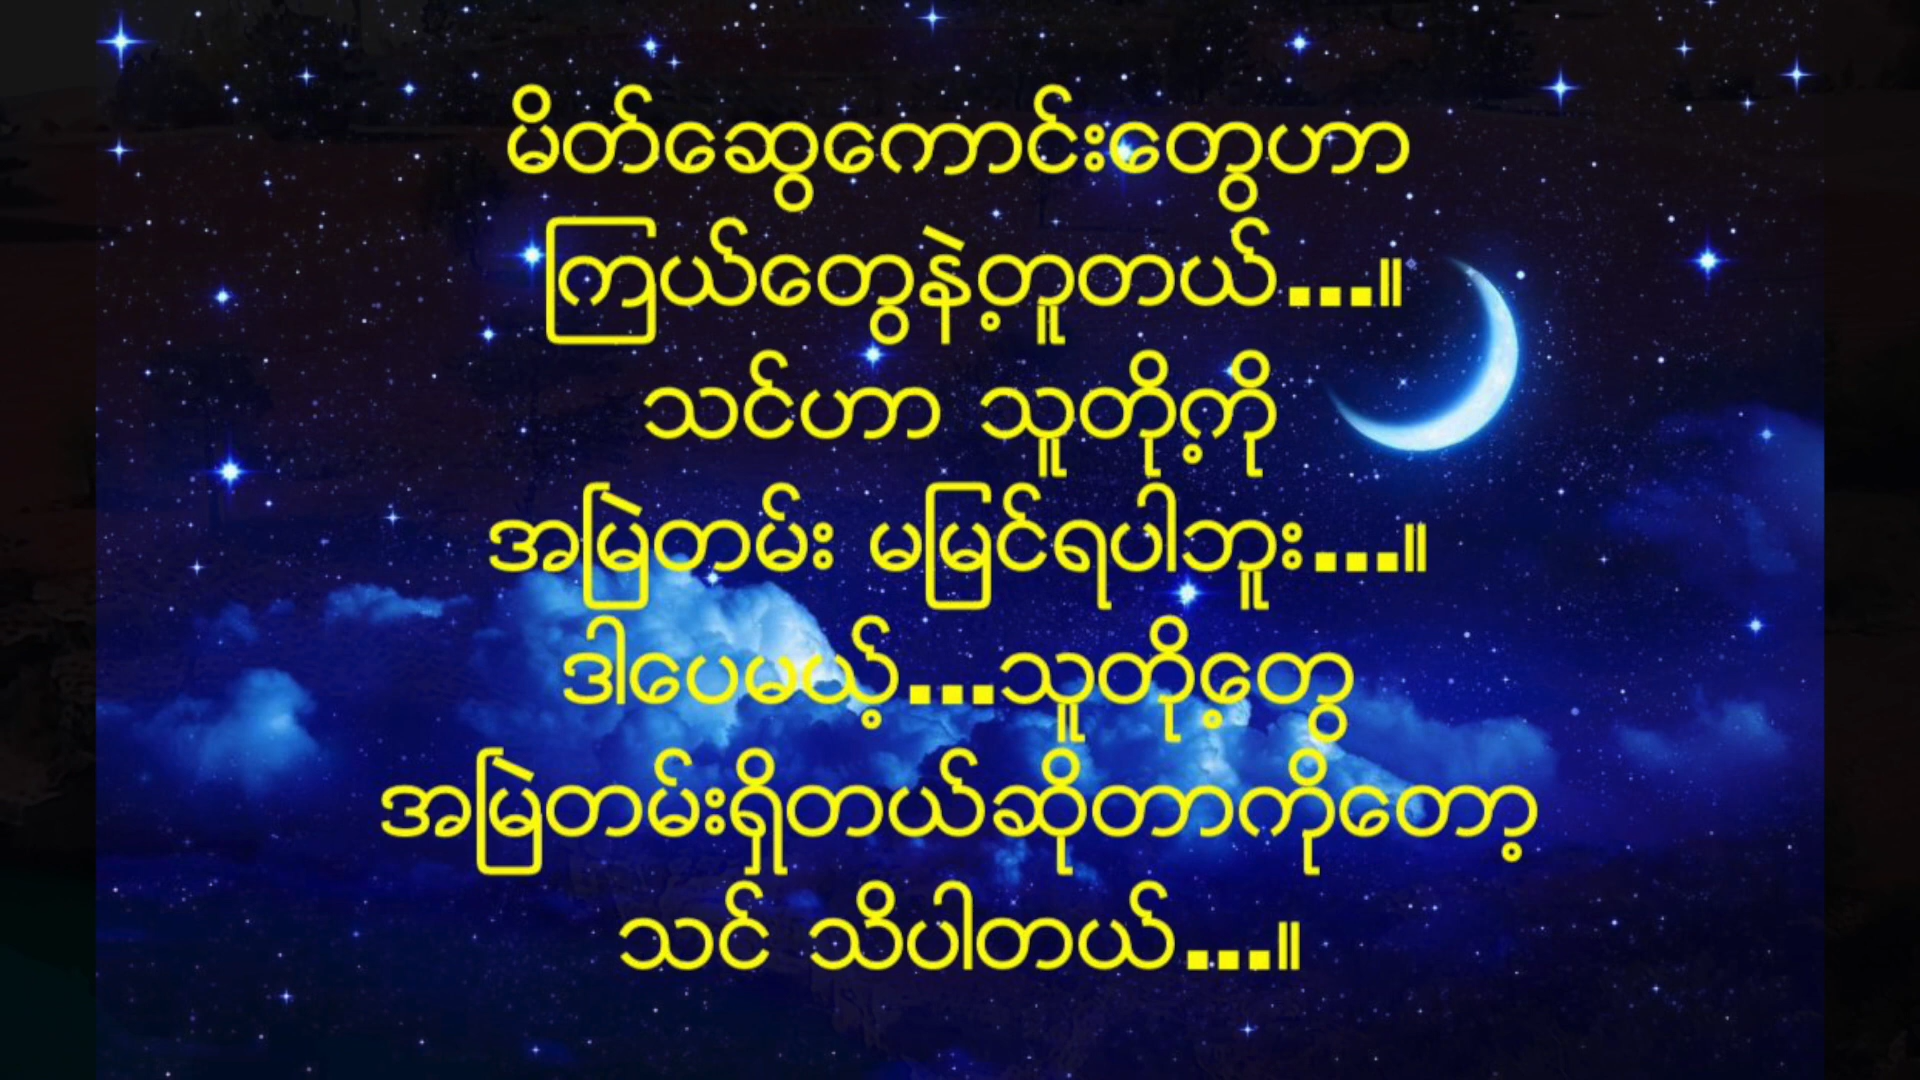 မိတ်ဆွေကောင်းတွေဟာ
ကြယ်တွေနဲ့တူတယ်...။
သင်ဟာ သူတို့ကို
အမြဲတမ်း မမြင်ရပါဘူး...။
ဒါပေမယ့်...သူတို့တွေ
အမြဲတမ်းရှိတယ်ဆိုတာကိုတော့
သင် သိပါတယ်...။